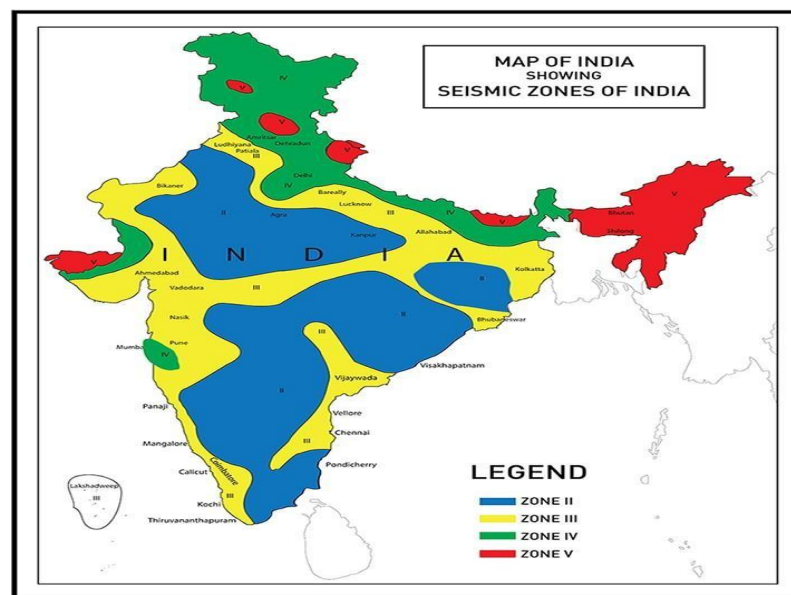 MAP OF INDIA
SHOWING
SEISMIC ZONES OF INDIA
IV
V
V
Amritsar
Ludhiyana
Dehradun
Patiala
III
V
Delhi
IV
Bikaner
Bareally
Lucknow
III
II
Agra
IV
V
V
Kanpur
Allahabad
Bhutan
Shilong
V
INDIA
Ahmedabad
II
Kolkatta
Vadodara
III
II
Nasik
Bhubaneswar
III
Mumba
Pune
IV
Visakhapatnam
Vijaywada
II
Panaji
Vellore
Chennai
Mangalore
III
Coimbatore
Calicut
Pondicherry
Lakshadweep
III
III
Kochi
Thiruvananthapuram
LEGEND
ZONE II
ZONE III
ZONE IV
ZONE V